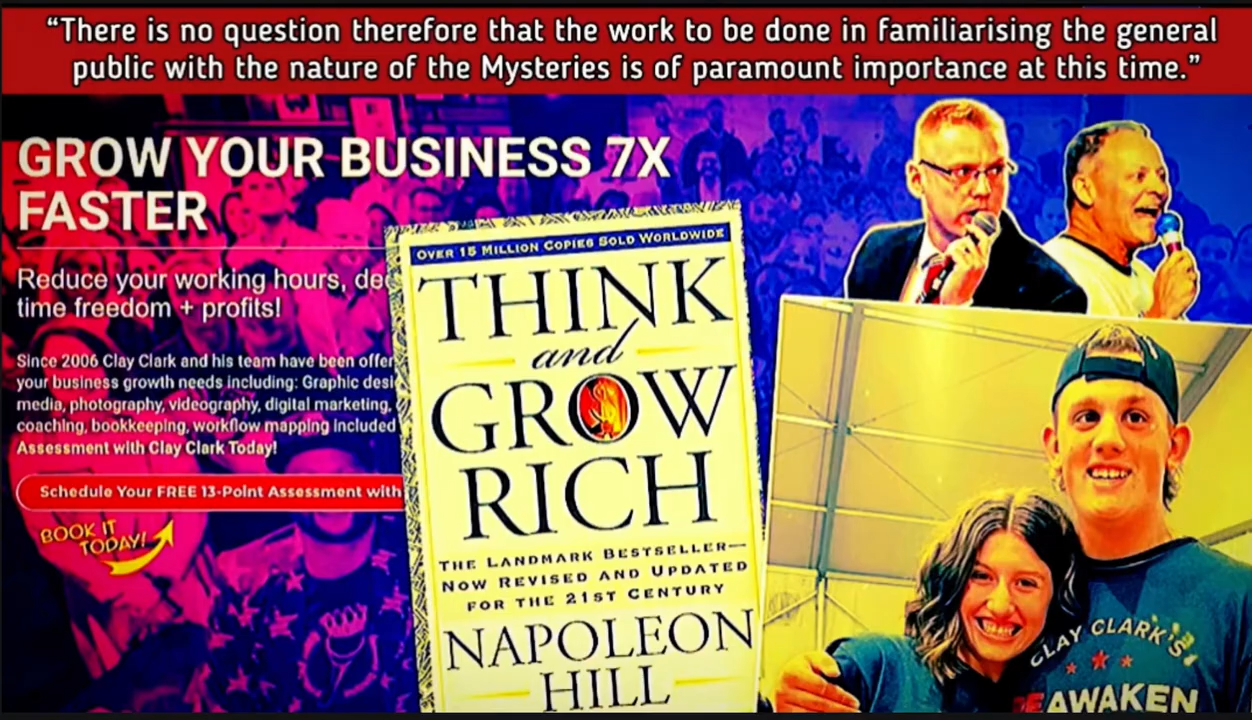 “There is no question therefore that the work to be done in familiarising the general
public with the nature of the Mysteries is of paramount importance at this time.”
GROW YOUR BUSINESS 7X
FASTER
Reduce your working hours,
time freedom + profits!
Since 2006 Clay Clark and his team have been
your business growth needs including: Graphic
media, photography, videography, digital marketing,
coaching, bookkeeping, workflow mapping included
Assessment with Clay Clark Today!
Schedule Your FREE 13-Point Assessment with
BOOK IT
TODAY!
OVER 15 MILLION COPIES SOLD WORLDWIDE
THINK
and
GROW
RICH
THE LANDMARK BESTSELLER—
NOW REVISED AND UPDATED
FOR THE 21ST CENTURY
NAPOLEON
HILL
CLAY CLARK'S
AWAKEN